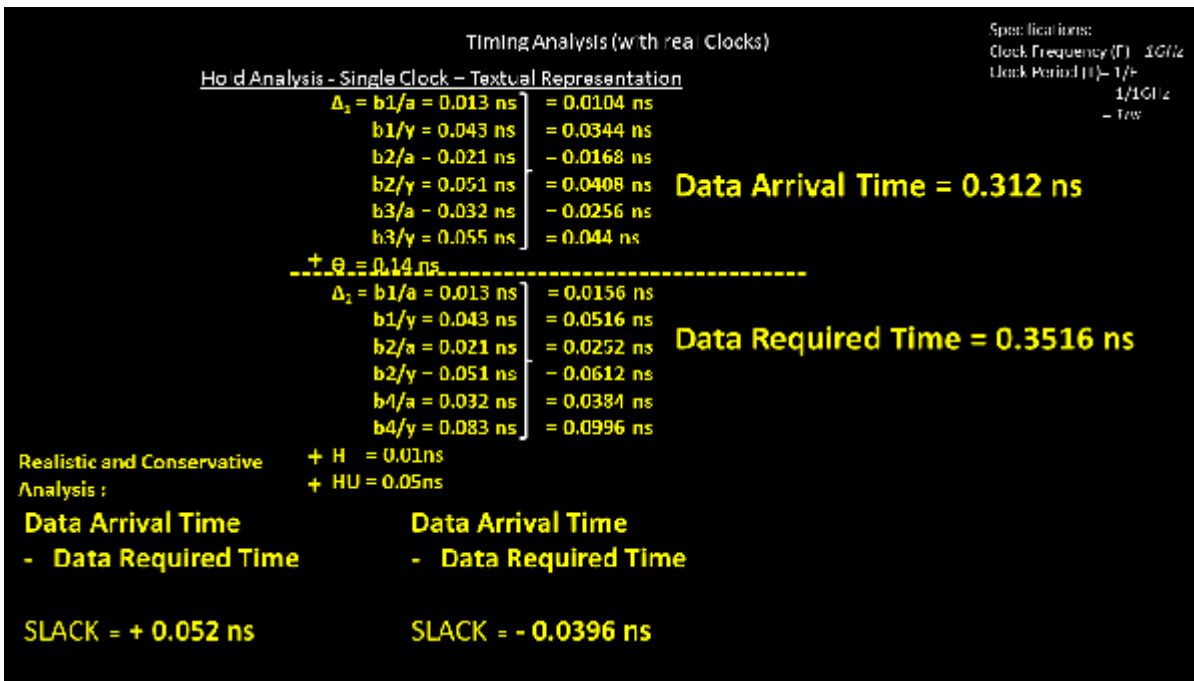 Timing Analysis (with real Clocks)
Specifications:
Clock Frequency (F) 1GHz
Clock Period (T)= 1/F
1/1GHz
Hold Analysis - Single Clock – Textual Representation
Δ₁ = b1/a = 0.013 ns = 0.0104 ns
b1/y = 0.043 ns = 0.0344 ns
b2/a = 0.021 ns = 0.0168 ns
b2/y = 0.051 ns = 0.0408 ns
b3/a = 0.032 ns = 0.0256 ns
b3/y = 0.055 ns = 0.044 ns
Data Arrival Time = 0.312 ns
+ Θ = 0.14 ns
Δ₂ = b1/a = 0.013 ns = 0.0156 ns
b1/y = 0.043 ns = 0.0516 ns
b2/a = 0.021 ns = 0.0252 ns
b2/y = 0.051 ns = 0.0612 ns
b4/a = 0.032 ns = 0.0384 ns
b4/y = 0.083 ns = 0.0996 ns
Data Required Time = 0.3516 ns
+ H = 0.01ns
+ HU = 0.05ns
Realistic and Conservative
Analysis :
Data Arrival Time
- Data Required Time
SLACK = + 0.052 ns
Data Arrival Time
- Data Required Time
SLACK = - 0.0396 ns